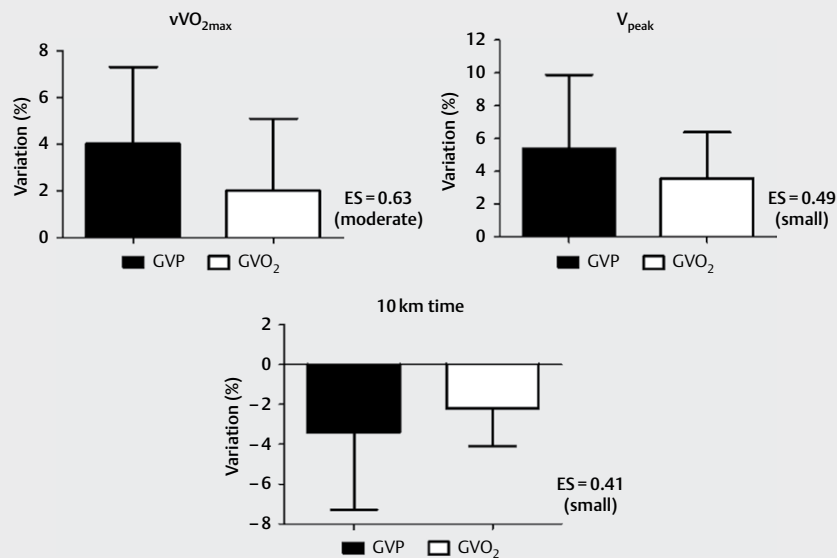 vVO₂max
8
6
4
2
0
Variation (%)
ES = 0.63
(moderate)
GVP GVO₂
Vpeak
12
10
8
6
4
2
0
Variation (%)
ES = 0.49
(small)
GVP GVO₂
10 km time
2
0
−2
−4
−6
−8
Variation (%)
ES = 0.41
(small)
GVP GVO₂